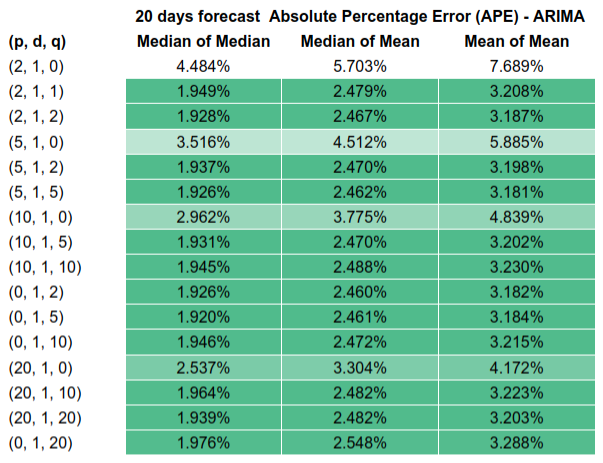 20 days forecast Absolute Percentage Error (APE) - ARIMA
(p, d, q) Median of Median Median of Mean Mean of Mean
(2, 1, 0) 4.484% 5.703% 7.689%
(2, 1, 1) 1.949% 2.479% 3.208%
(2, 1, 2) 1.928% 2.467% 3.187%
(5, 1, 0) 3.516% 4.512% 5.885%
(5, 1, 2) 1.937% 2.470% 3.198%
(5, 1, 5) 1.926% 2.462% 3.181%
(10, 1, 0) 2.962% 3.775% 4.839%
(10, 1, 5) 1.931% 2.470% 3.202%
(10, 1, 10) 1.945% 2.488% 3.230%
(0, 1, 2) 1.926% 2.460% 3.182%
(0, 1, 5) 1.920% 2.461% 3.184%
(0, 1, 10) 1.946% 2.472% 3.215%
(20, 1, 0) 2.537% 3.304% 4.172%
(20, 1, 10) 1.964% 2.482% 3.223%
(20, 1, 20) 1.939% 2.482% 3.203%
(0, 1, 20) 1.976% 2.548% 3.288%